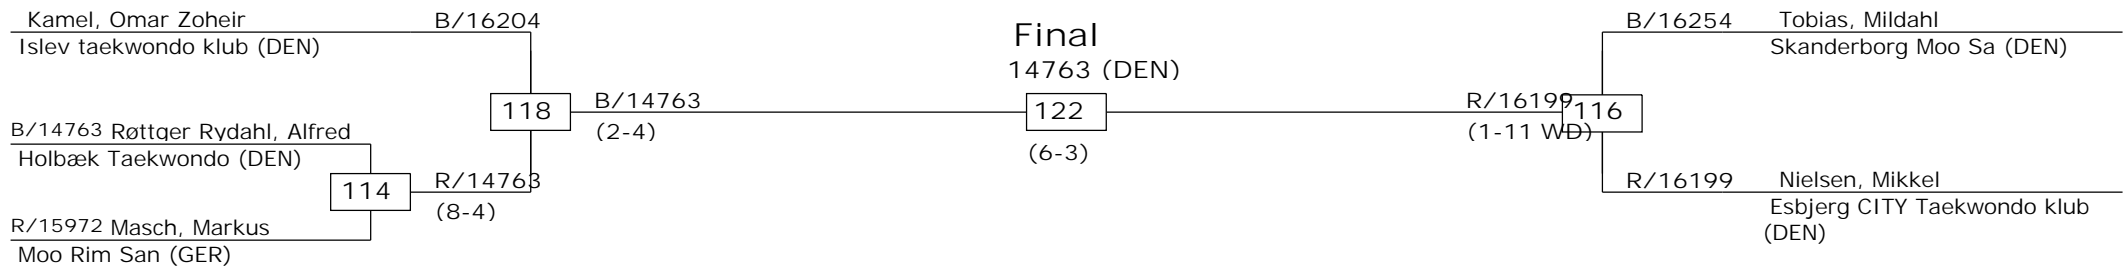 Kamel, Omar Zoheir
B/16204
Islev taekwondo klub (DEN)
B/14763 Røttger Rydahl, Alfred
Holbæk Taekwondo (DEN)
R/15972 Masch, Markus
Moo Rim San (GER)
114
R/14763
(8-4)
118
B/14763
(2-4)
Final
14763 (DEN)
122
(6-3)
R/16199
(1-11 WD)
116
B/16254
Tobias, Mildahl
Skanderborg Moo Sa (DEN)
R/16199
Nielsen, Mikkel
Esbjerg CITY Taekwondo klub
(DEN)